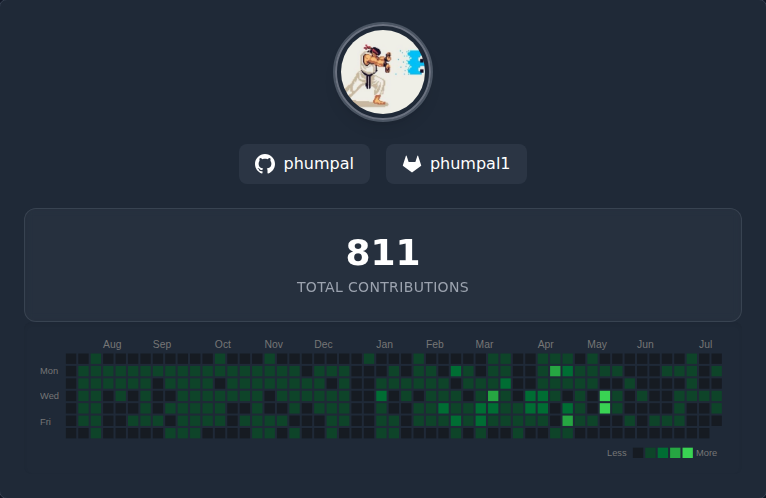 phumpal phumpal1
811
TOTAL CONTRIBUTIONS
Aug Sep Oct Nov Dec Jan Feb Mar Apr May Jun Jul
Mon
Wed
Fri
Less More